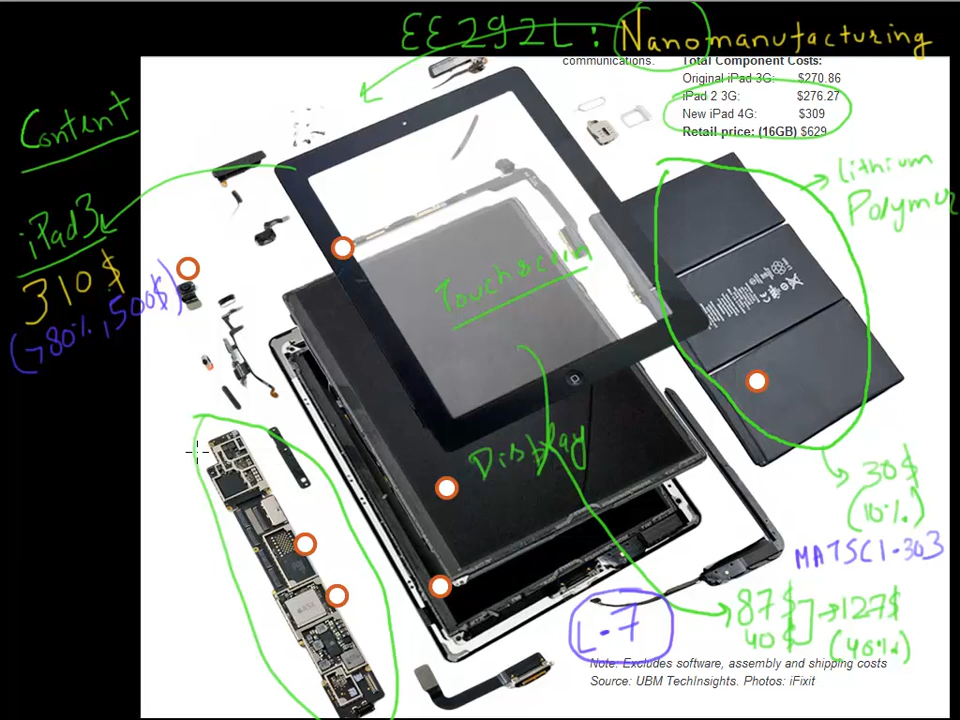 EE292L: Nanomanufacturing
communications.
Total Component Costs:
Original iPad 3G: $270.86
iPad 2 3G: $276.27
New iPad 4G: $309
Retail price: (16GB) $629
Content
iPad3
310$
(>80%, 500$)
Lithium
Polymer
Touchscreen
Display
30$
(10%)
MATSCI-303
L-7
87$
40$
127$
(40%)
Note: Excludes software, assembly and shipping costs
Source: UBM TechInsights. Photos: iFixit